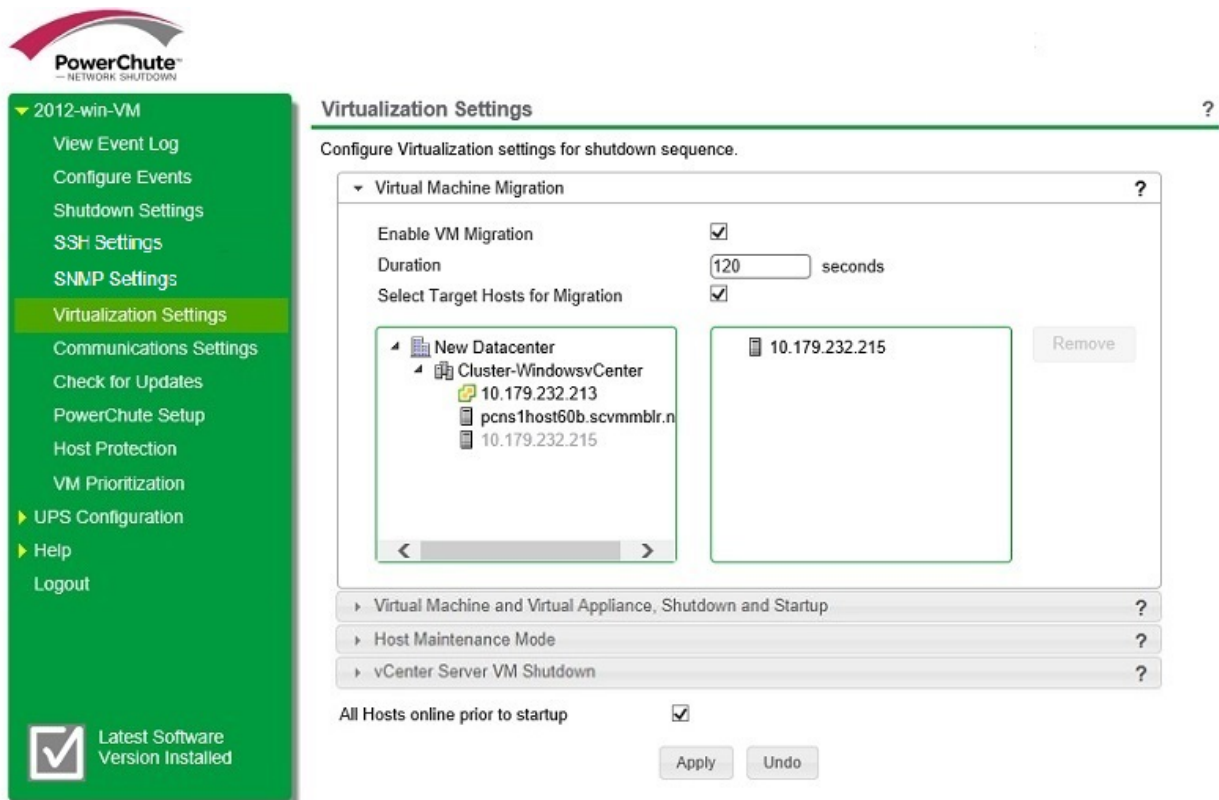 PowerChute™
NETWORK SHUTDOWN
2012-win-VM
View Event Log
Configure Events
Shutdown Settings
SSH Settings
SNMP Settings
Virtualization Settings
Communications Settings
Check for Updates
PowerChute Setup
Host Protection
VM Prioritization
UPS Configuration
Help
Logout
Latest Software
Version Installed
Virtualization Settings ?
Configure Virtualization settings for shutdown sequence.
Virtual Machine Migration ?
Enable VM Migration
Duration 120 seconds
Select Target Hosts for Migration
New Datacenter
Cluster-WindowsvCenter
10.179.232.213
pcns1host60b.scvmmblr.n
10.179.232.215
10.179.232.215
Remove
Virtual Machine and Virtual Appliance, Shutdown and Startup ?
Host Maintenance Mode ?
vCenter Server VM Shutdown ?
All Hosts online prior to startup
Apply Undo